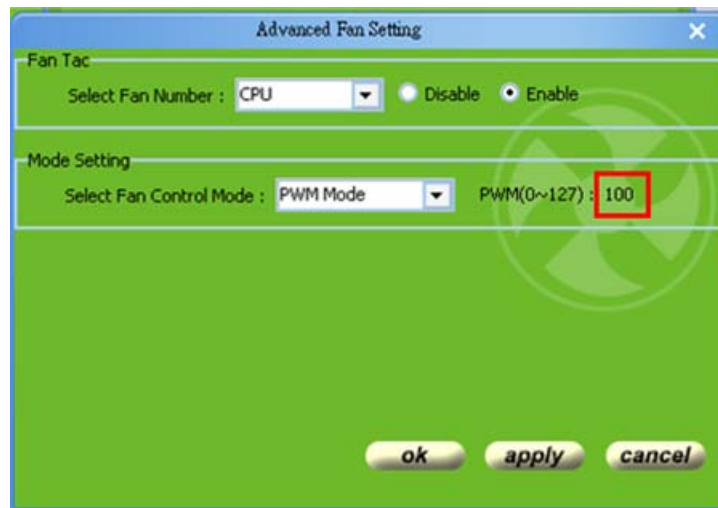 Advanced Fan Setting
Fan Tac
Select Fan Number : CPU Disable Enable
Mode Setting
Select Fan Control Mode : PWM Mode PWM(0~127) : 100
ok apply cancel